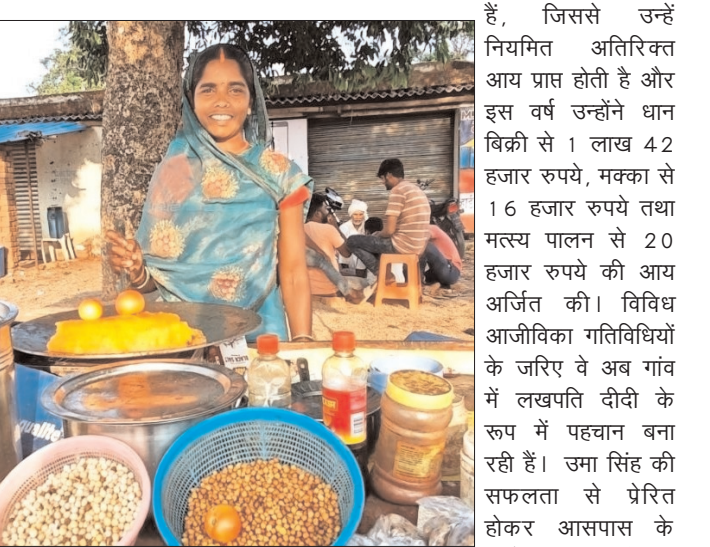 हैं, जिससे उन्हें
नियमित अतिरिक्त
आय प्राप्त होती है और
इस वर्ष उन्होंने धान
बिक्री से 1 लाख 42
हजार रुपये, मक्का से
16 हजार रुपये तथा
मत्स्य पालन से 20
हजार रुपये की आय
अर्जित की। विविध
आजीविका गतिविधियों
के जरिए वे अब गांव
में लखपति दीदी के
रूप में पहचान बना
रही हैं। उमा सिंह की
सफलता से प्रेरित
होकर आसपास के